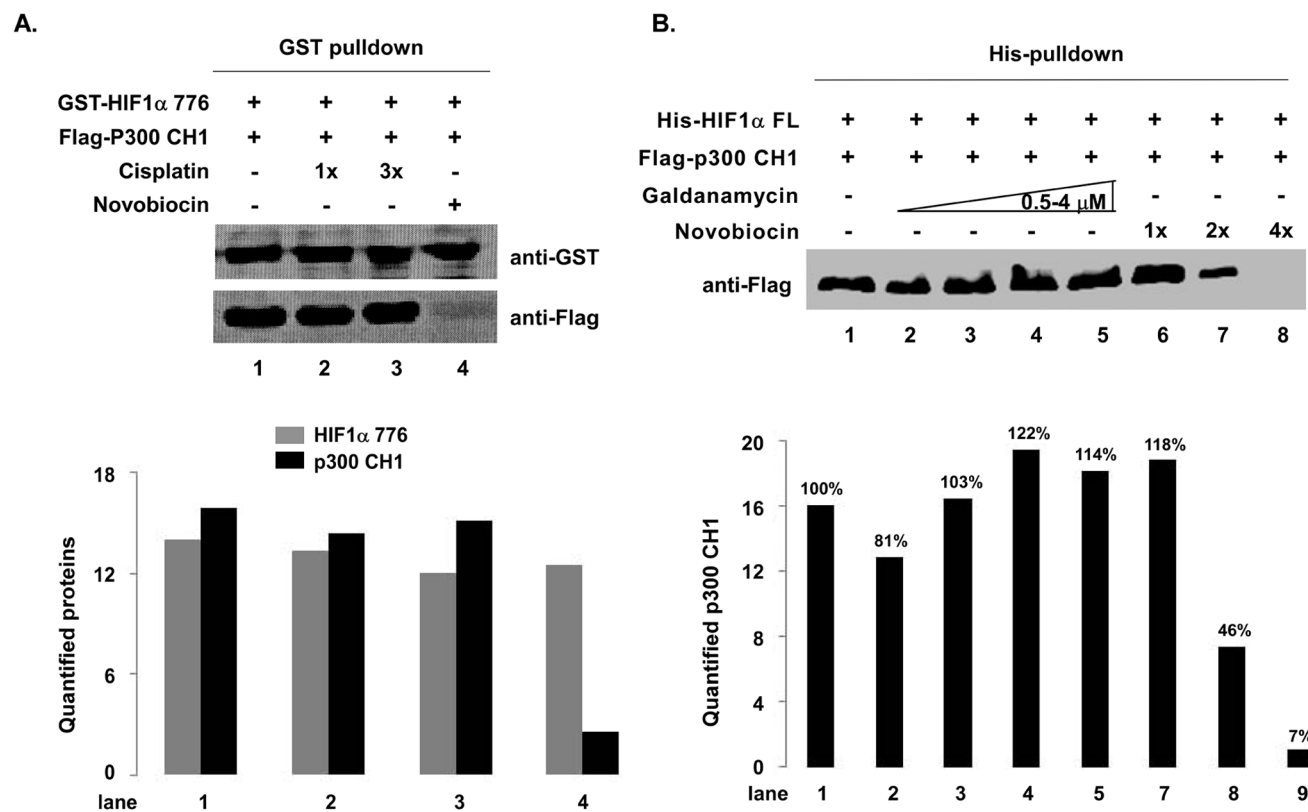 A.
GST pulldown
GST-HIF1α 776 + + + +
Flag-P300 CH1 + + + +
Cisplatin - 1x 3x -
Novobiocin - - - +
anti-GST
anti-Flag
1 2 3 4
HIF1α 776
p300 CH1
Quantified proteins
18
12
6
0
lane 1 2 3 4
B.
His-pulldown
His-HIF1α FL + + + + + + + +
Flag-p300 CH1 + + + + + + + +
Galdanamycin - 0.5-4 μM - - -
Novobiocin - - - - - 1x 2x 4x
anti-Flag
1 2 3 4 5 6 7 8
Quantified p300 CH1
20
16
12
8
4
0
100% 81% 103% 122% 114% 118% 46% 7%
lane 1 2 3 4 5 7 8 9